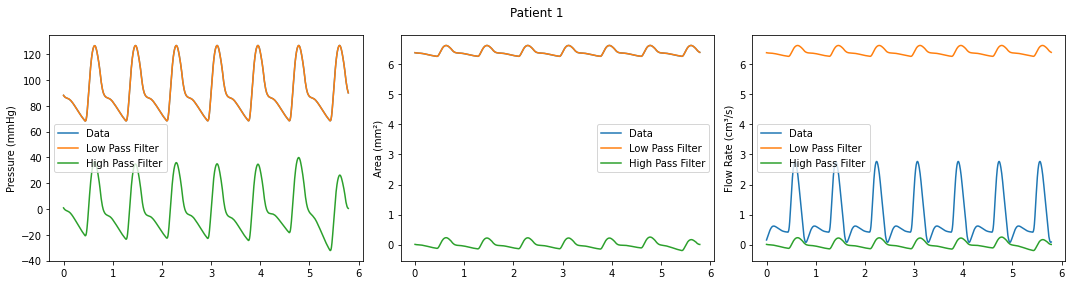 Patient 1
Pressure (mmHg)
120
100
80
60
40
20
0
−20
−40
Data
Low Pass Filter
High Pass Filter
0 1 2 3 4 5 6
Area (mm²)
6
5
4
3
2
1
0
Data
Low Pass Filter
High Pass Filter
0 1 2 3 4 5 6
Flow Rate (cm³/s)
6
5
4
3
2
1
0
Data
Low Pass Filter
High Pass Filter
0 1 2 3 4 5 6